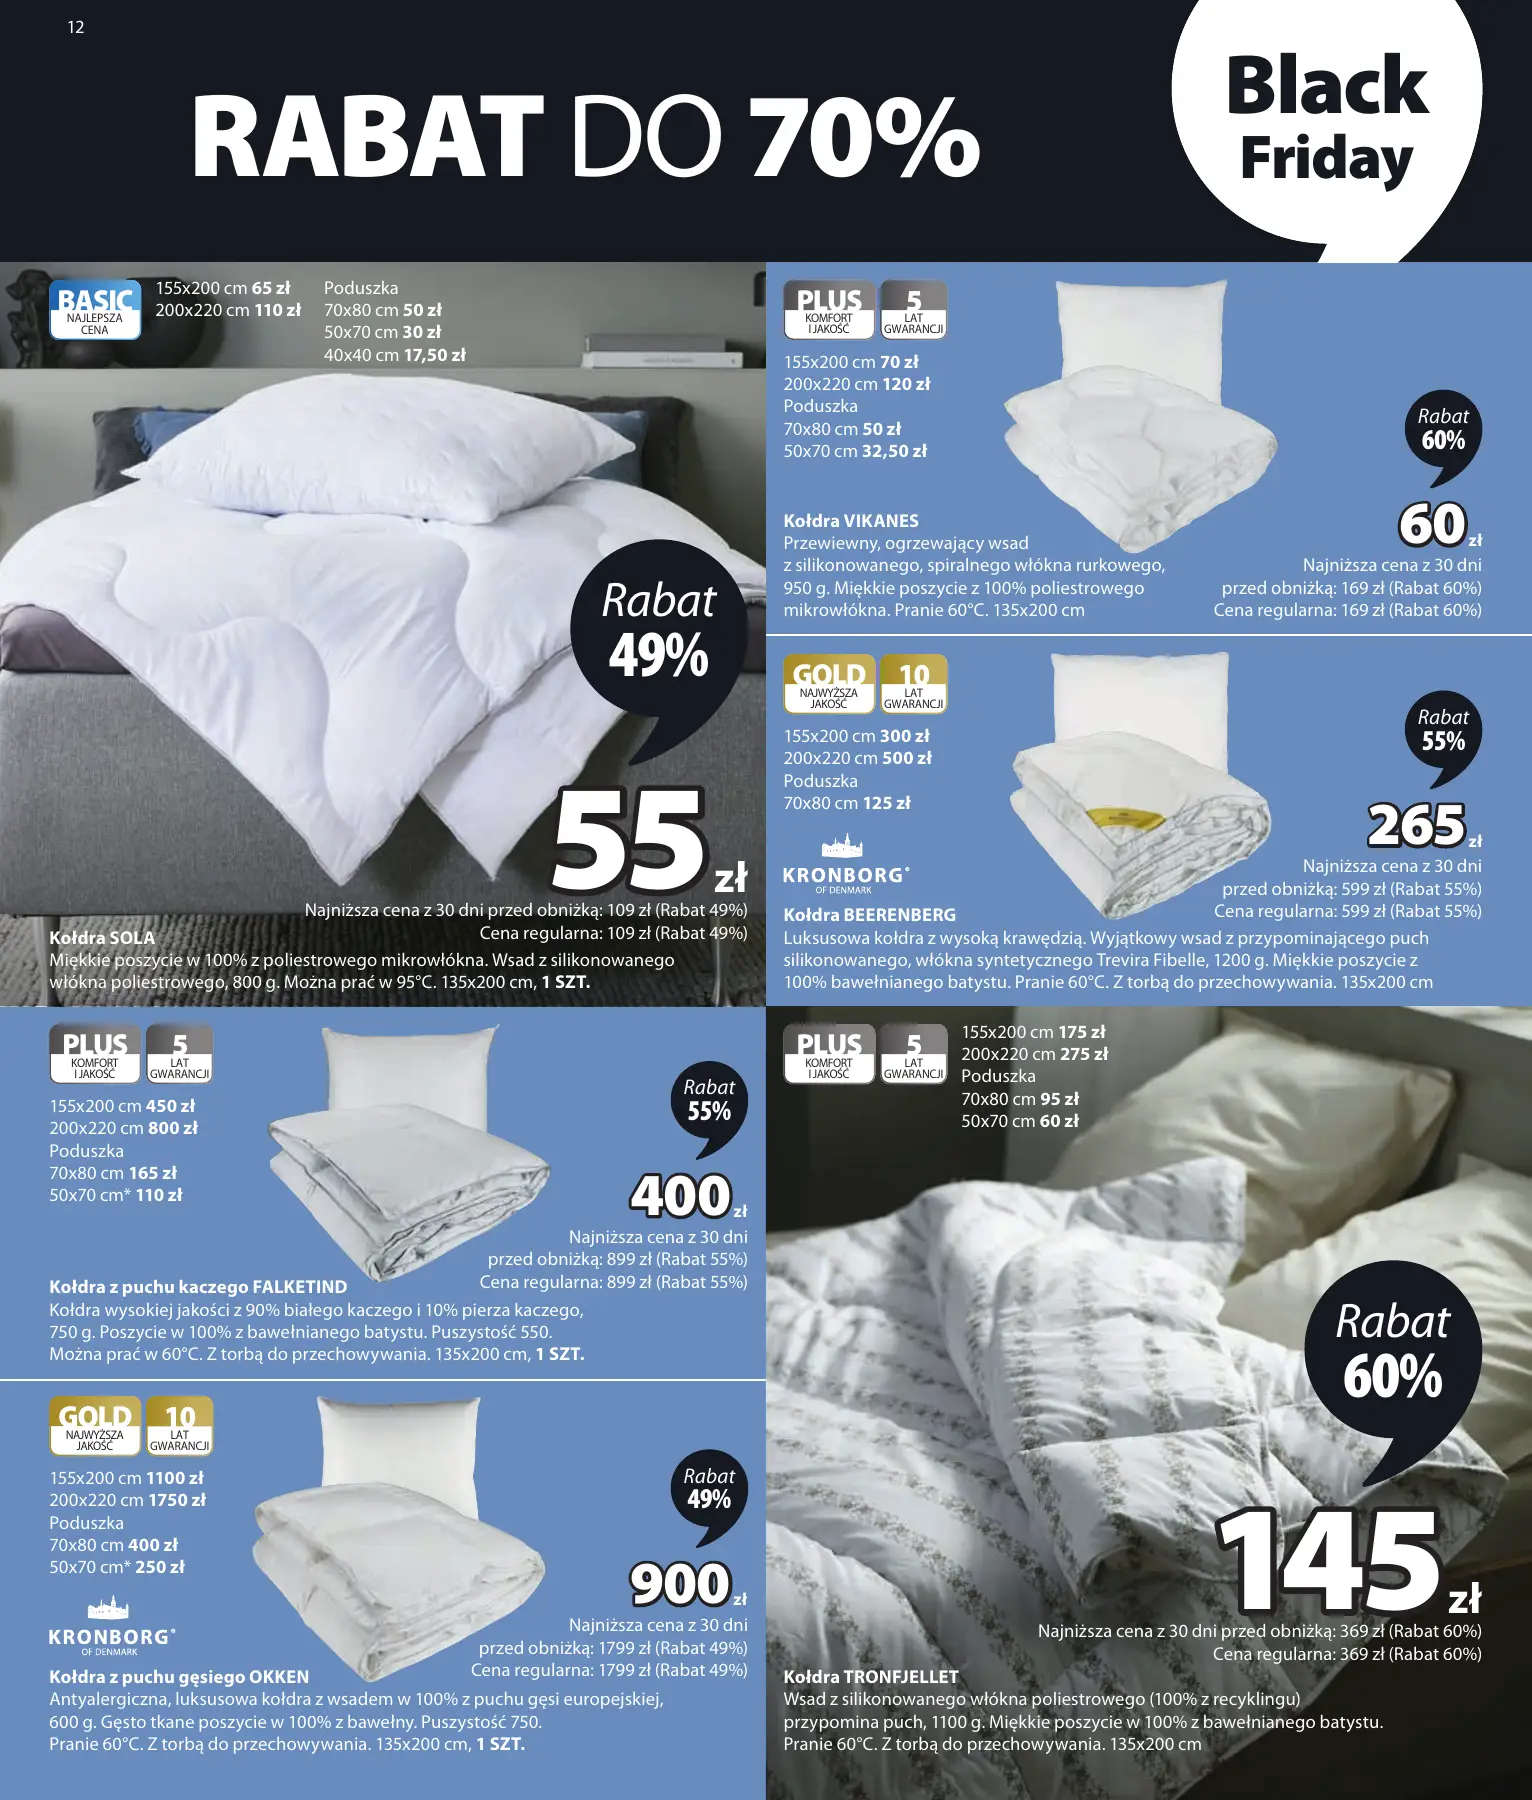 12
RABAT DO 70%
Black
Friday
BASIC
NAJLEPSZA
CENA
155x200 cm 65 zł
200x220 cm 110 zł
Poduszka
70x80 cm 50 zł
50x70 cm 30 zł
40x40 cm 17,50 zł
Rabat
49%
55 zł
Najniższa cena z 30 dni przed obniżką: 109 zł (Rabat 49%)
Cena regularna: 109 zł (Rabat 49%)
Kołdra SOLA
Miękkie poszycie w 100% z poliestrowego mikrowłókna. Wsad z silikonowanego
włókna poliestrowego, 800 g. Można prać w 95°C. 135x200 cm, 1 SZT.
PLUS
KOMFORT
I JAKOŚĆ
5
LAT
GWARANCJI
155x200 cm 70 zł
200x220 cm 120 zł
Poduszka
70x80 cm 50 zł
50x70 cm 32,50 zł
Rabat
60%
60 zł
Kołdra VIKANES
Przewiewny, ogrzewający wsad
z silikonowanego, spiralnego włókna rurkowego,
950 g. Miękkie poszycie z 100% poliestrowego
mikrowłókna. Pranie 60°C. 135x200 cm
Najniższa cena z 30 dni
przed obniżką: 169 zł (Rabat 60%)
Cena regularna: 169 zł (Rabat 60%)
GOLD
NAJWYŻSZA
JAKOŚĆ
10
LAT
GWARANCJI
155x200 cm 300 zł
200x220 cm 500 zł
Poduszka
70x80 cm 125 zł
KRONBORG®
OF DENMARK
Rabat
55%
265 zł
Najniższa cena z 30 dni
przed obniżką: 599 zł (Rabat 55%)
Cena regularna: 599 zł (Rabat 55%)
Kołdra BEERENBERG
Luksusowa kołdra z wysoką krawędzią. Wyjątkowy wsad z przypominającego puch
silikonowanego, włókna syntetycznego Trevira Fibelle, 1200 g. Miękkie poszycie z
100% bawełnianego batystu. Pranie 60°C. Z torbą do przechowywania. 135x200 cm
PLUS
KOMFORT
I JAKOŚĆ
5
LAT
GWARANCJI
155x200 cm 450 zł
200x220 cm 800 zł
Poduszka
70x80 cm 165 zł
50x70 cm* 110 zł
Rabat
55%
400 zł
Najniższa cena z 30 dni
przed obniżką: 899 zł (Rabat 55%)
Cena regularna: 899 zł (Rabat 55%)
Kołdra z puchu kaczego FALKETIND
Kołdra wysokiej jakości z 90% białego kaczego i 10% pierza kaczego,
750 g. Poszycie w 100% z bawełnianego batystu. Puszystość 550.
Można prać w 60°C. Z torbą do przechowywania. 135x200 cm, 1 SZT.
GOLD
NAJWYŻSZA
JAKOŚĆ
10
LAT
GWARANCJI
155x200 cm 1100 zł
200x220 cm 1750 zł
Poduszka
70x80 cm 400 zł
50x70 cm* 250 zł
KRONBORG®
OF DENMARK
Rabat
49%
900 zł
Najniższa cena z 30 dni
przed obniżką: 1799 zł (Rabat 49%)
Cena regularna: 1799 zł (Rabat 49%)
Kołdra z puchu gęsiego OKKEN
Antyalergiczna, luksusowa kołdra z wsadem w 100% z puchu gęsi europejskiej,
600 g. Gęsto tkane poszycie w 100% z bawełny. Puszystość 750.
Pranie 60°C. Z torbą do przechowywania. 135x200 cm, 1 SZT.
PLUS
KOMFORT
I JAKOŚĆ
5
LAT
GWARANCJI
155x200 cm 175 zł
200x220 cm 275 zł
Poduszka
70x80 cm 95 zł
50x70 cm 60 zł
Rabat
60%
145 zł
Najniższa cena z 30 dni przed obniżką: 369 zł (Rabat 60%)
Cena regularna: 369 zł (Rabat 60%)
Kołdra TRONFJELLET
Wsad z silikonowanego włókna poliestrowego (100% z recyklingu)
przypomina puch, 1100 g. Miękkie poszycie w 100% z bawełnianego batystu.
Pranie 60°C. Z torbą do przechowywania. 135x200 cm